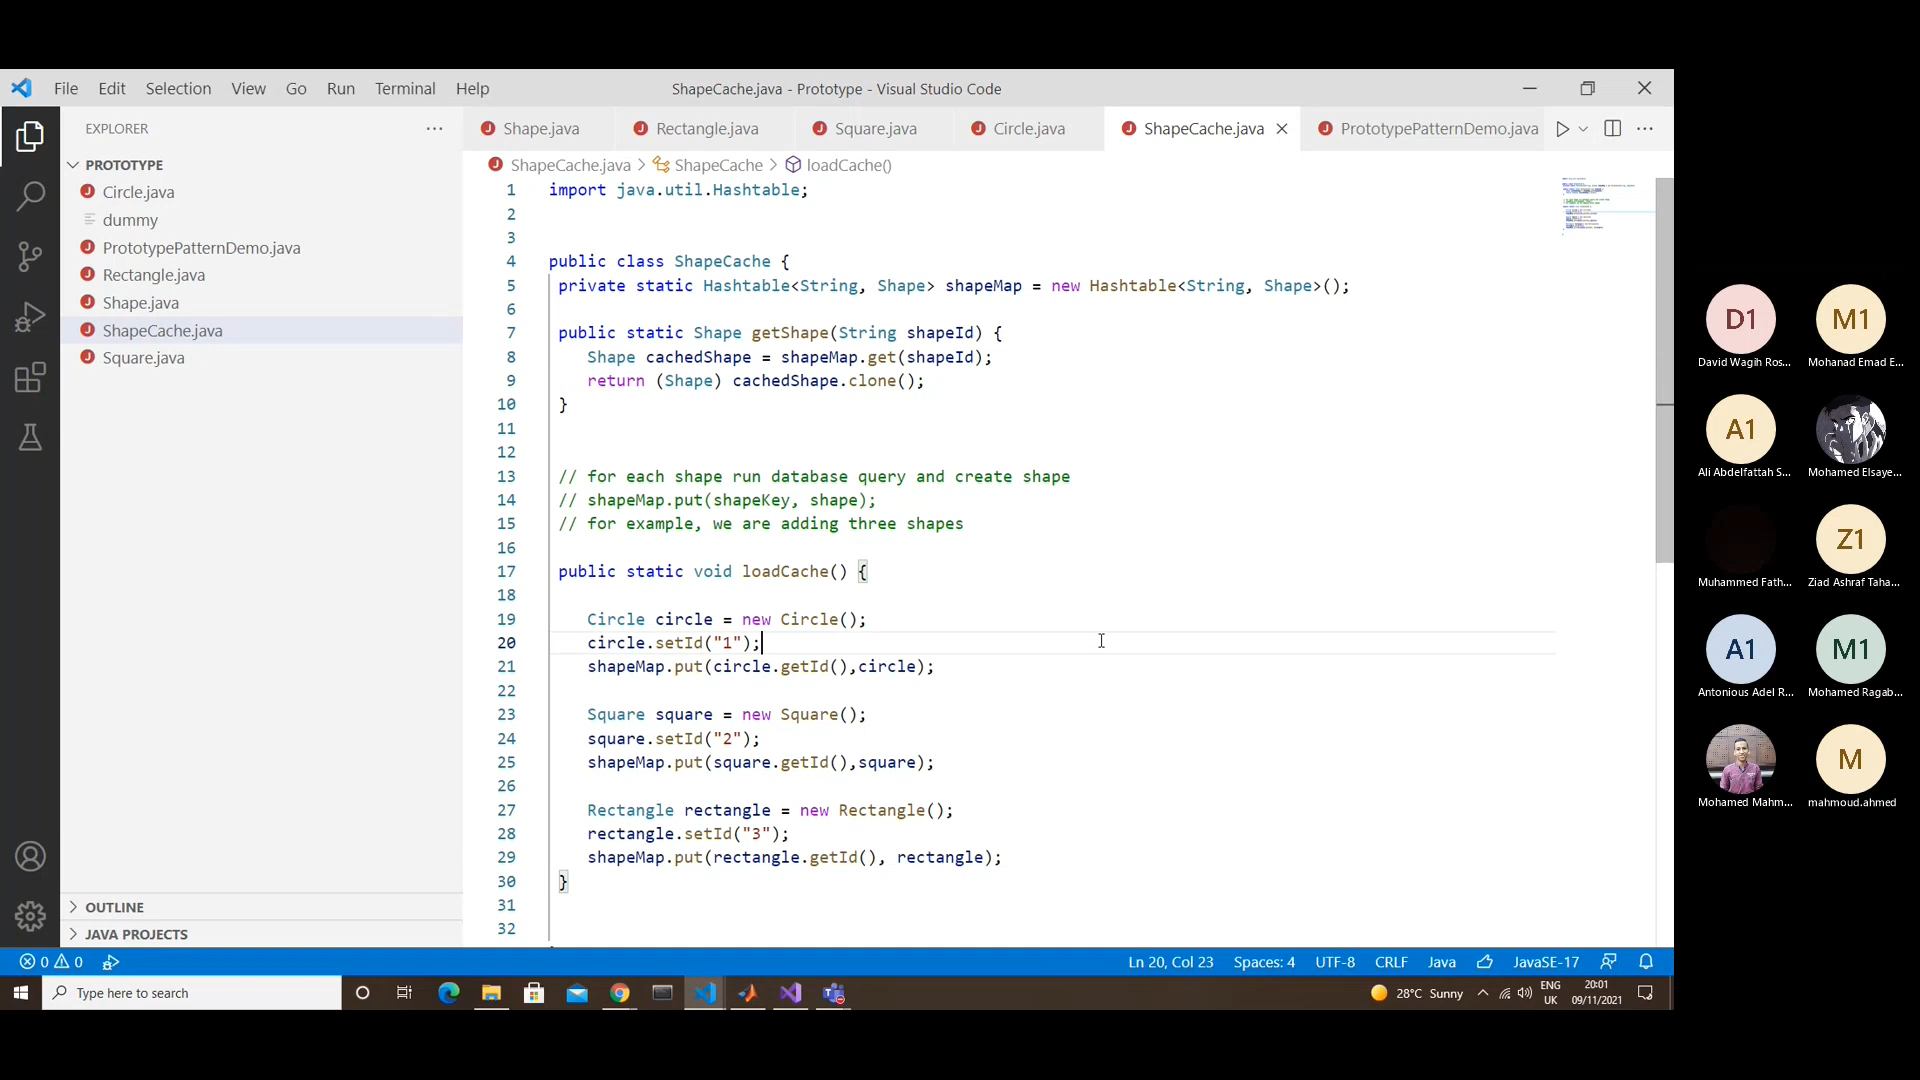 File Edit Selection View Go Run Terminal Help
ShapeCache.java - Prototype - Visual Studio Code
EXPLORER
PROTOTYPE
Circle.java
dummy
PrototypePatternDemo.java
Rectangle.java
Shape.java
ShapeCache.java
Square.java
OUTLINE
JAVA PROJECTS
Shape.java Rectangle.java Square.java Circle.java ShapeCache.java PrototypePatternDemo.java
ShapeCache.java > ShapeCache > loadCache()
1 import java.util.Hashtable;
2
3
4 public class ShapeCache {
5 private static Hashtable<String, Shape> shapeMap = new Hashtable<String, Shape>();
6
7 public static Shape getShape(String shapeId) {
8 Shape cachedShape = shapeMap.get(shapeId);
9 return (Shape) cachedShape.clone();
10 }
11
12
13 // for each shape run database query and create shape
14 // shapeMap.put(shapeKey, shape);
15 // for example, we are adding three shapes
16
17 public static void loadCache() {
18
19 Circle circle = new Circle();
20 circle.setId("1");
21 shapeMap.put(circle.getId(),circle);
22
23 Square square = new Square();
24 square.setId("2");
25 shapeMap.put(square.getId(),square);
26
27 Rectangle rectangle = new Rectangle();
28 rectangle.setId("3");
29 shapeMap.put(rectangle.getId(), rectangle);
30 }
31
32
0 0
Ln 20, Col 23 Spaces: 4 UTF-8 CRLF Java JavaSE-17
Type here to search
28°C Sunny
ENG
UK
20:01
09/11/2021
D1 M1
David Wagih Ros... Mohanad Emad E...
A1
Ali Abdelfattah S... Mohamed Elsaye...
Z1
Muhammed Fath... Ziad Ashraf Taha...
A1 M1
Antonious Adel R... Mohamed Ragab...
M
Mohamed Mahm... mahmoud.ahmed